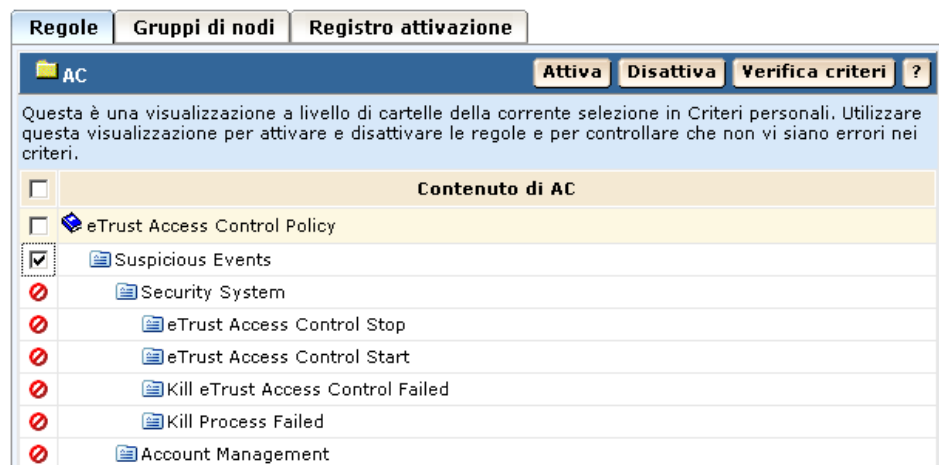 Regole Gruppi di nodi Registro attivazione
AC Attiva Disattiva Verifica criteri ?
Questa è una visualizzazione a livello di cartelle della corrente selezione in Criteri personali. Utilizzare
questa visualizzazione per attivare e disattivare le regole e per controllare che non vi siano errori nei
criteri.
Contenuto di AC
eTrust Access Control Policy
Suspicious Events
Security System
eTrust Access Control Stop
eTrust Access Control Start
Kill eTrust Access Control Failed
Kill Process Failed
Account Management